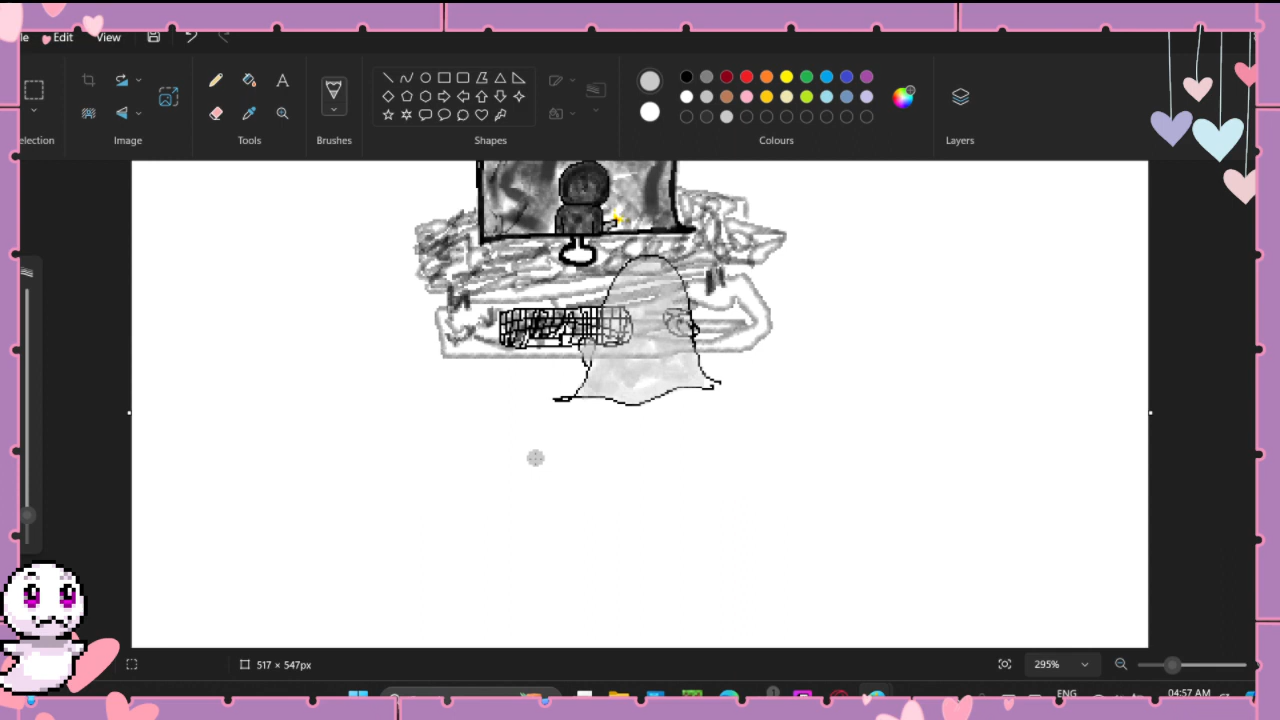 Edit View
election
Image
Tools
Brushes
Shapes
Colours
Layers
517 × 547px
295%
ENG
04:57 AM